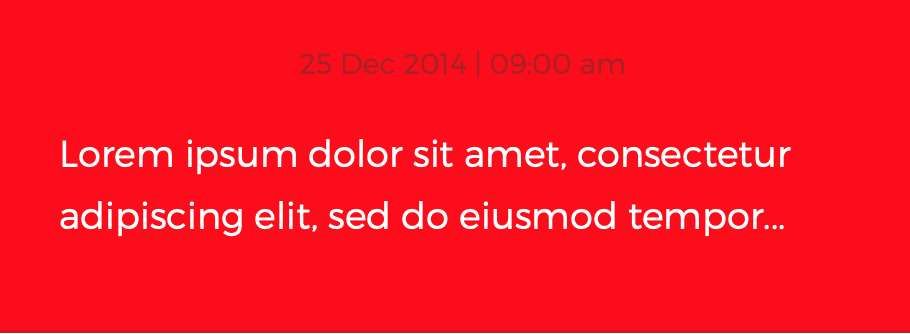 25 Dec 2014 | 09:00 am
Lorem ipsum dolor sit amet, consectetur
adipiscing elit, sed do eiusmod tempor...